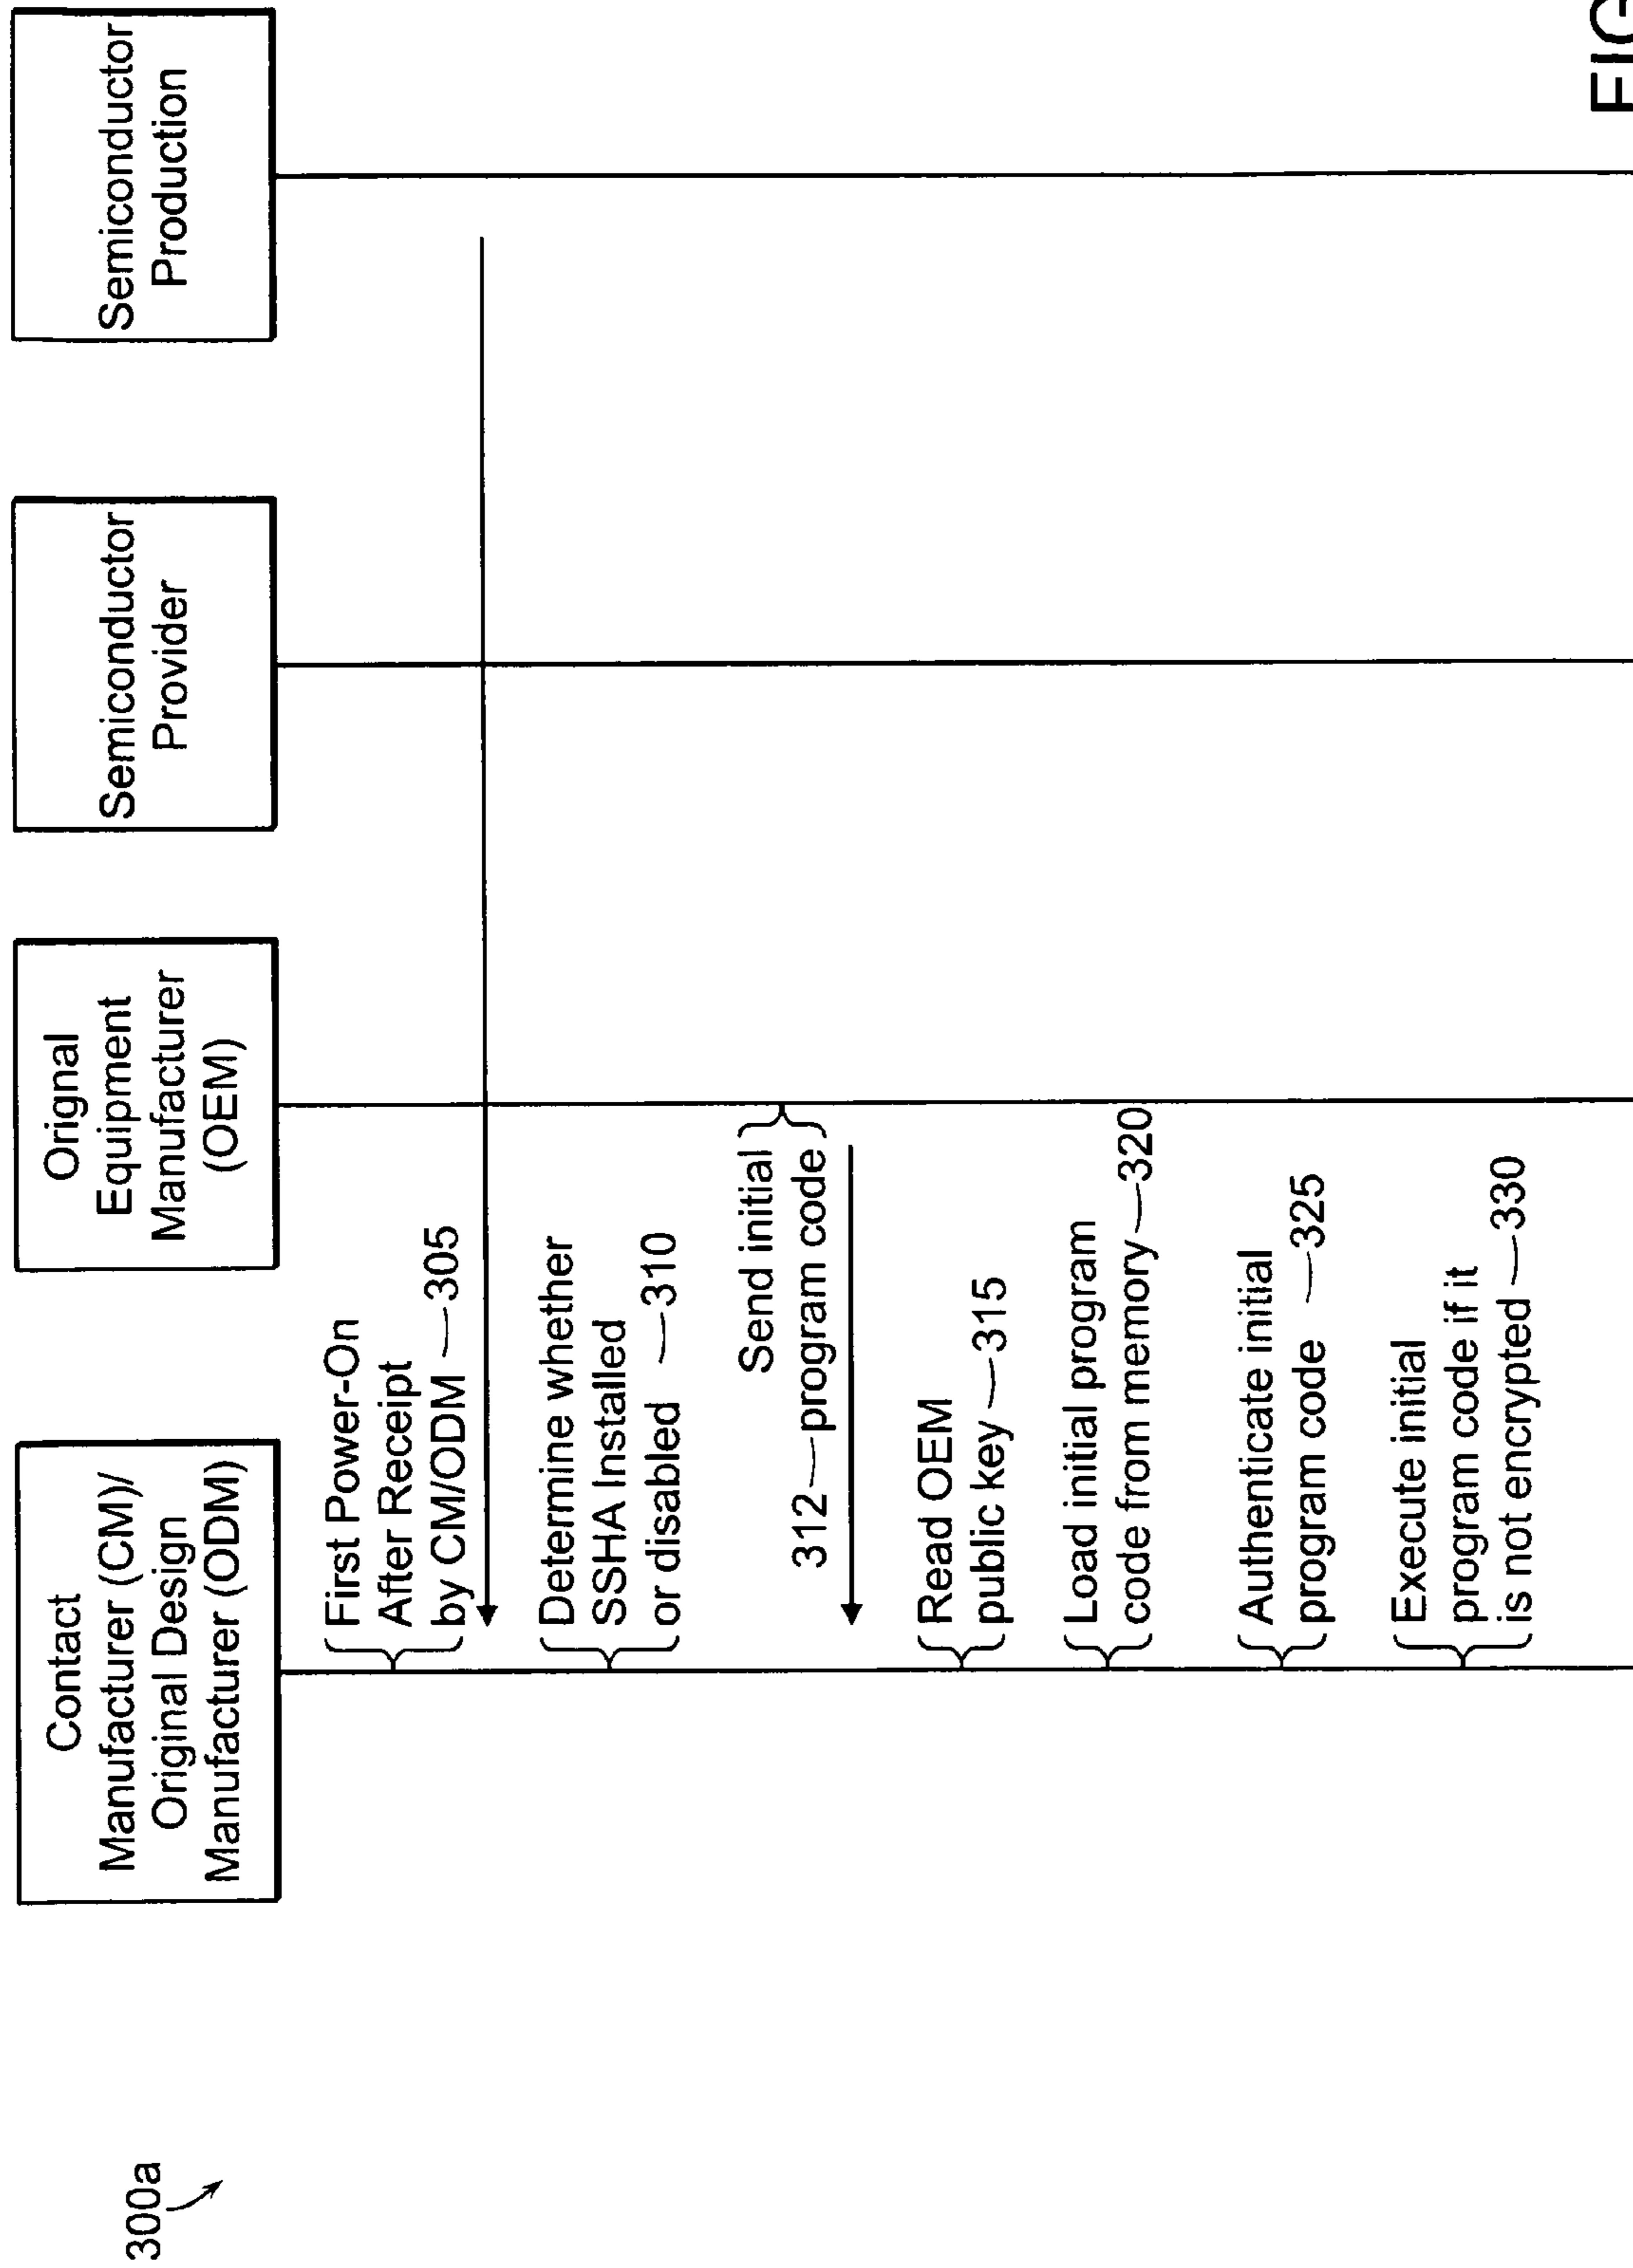 300a
Contact
Manufacturer (CM)/
Original Design
Manufacturer (ODM)
Orignal
Equipment
Manufacturer
(OEM)
Semiconductor
Provider
Semiconductor
Production
First Power-On
After Receipt
by CM/ODM 305
Determine whether
SSHA Installed
or disabled 310
Send initial
312 program code
Read OEM
public key 315
Load initial program
code from memory 320
Authenticate initial
program code 325
Execute initial
program code if it
is not encrypted 330
FIG